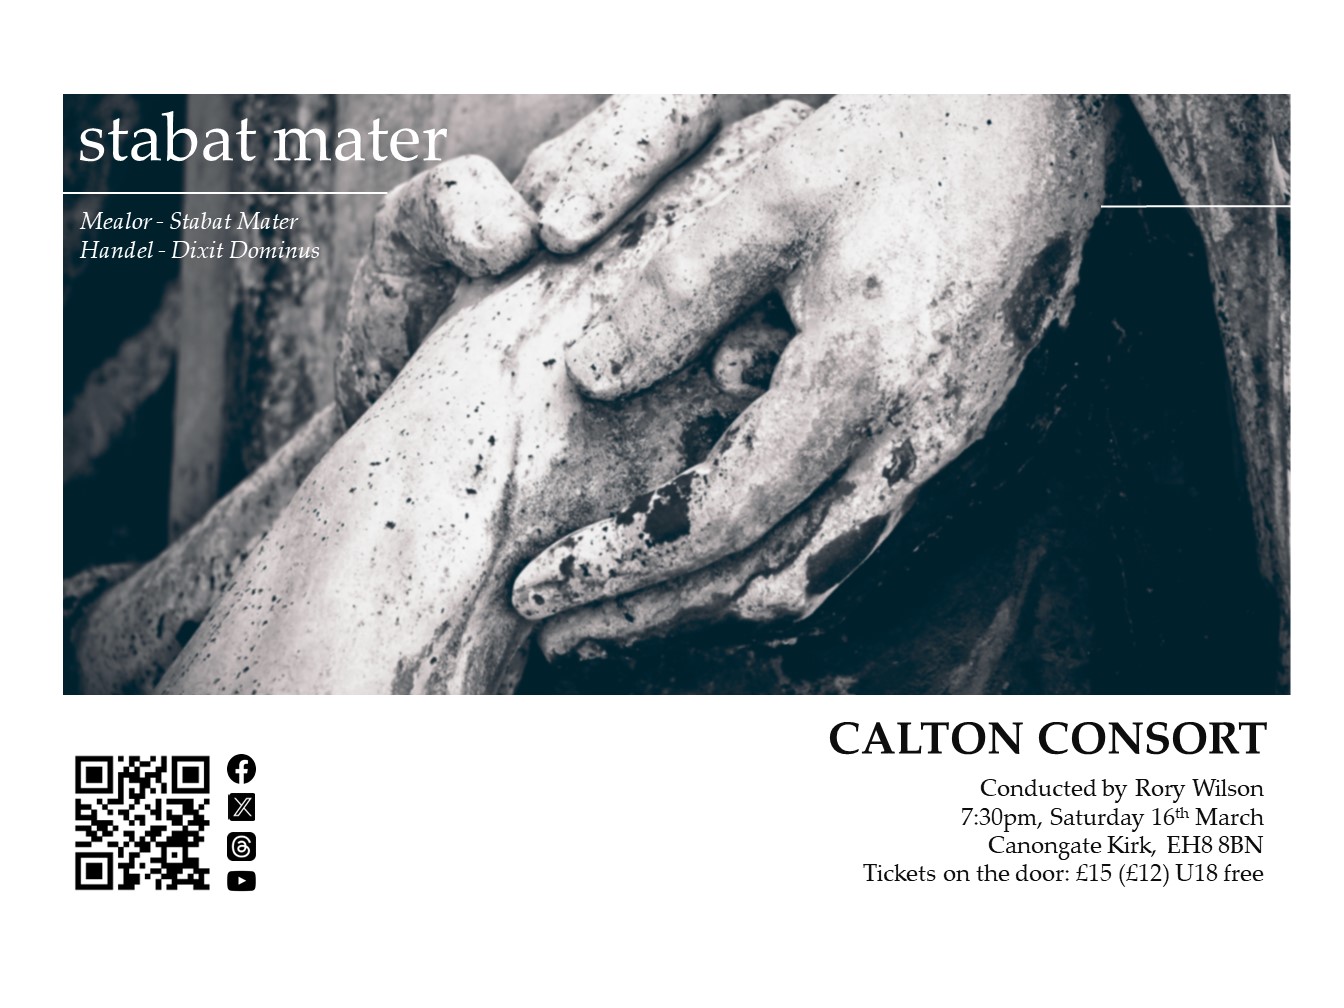 stabat mater
Mealor - Stabat Mater
Handel - Dixit Dominus
CALTON CONSORT
Conducted by Rory Wilson
7:30pm, Saturday 16th March
Canongate Kirk, EH8 8BN
Tickets on the door: £15 (£12) U18 free